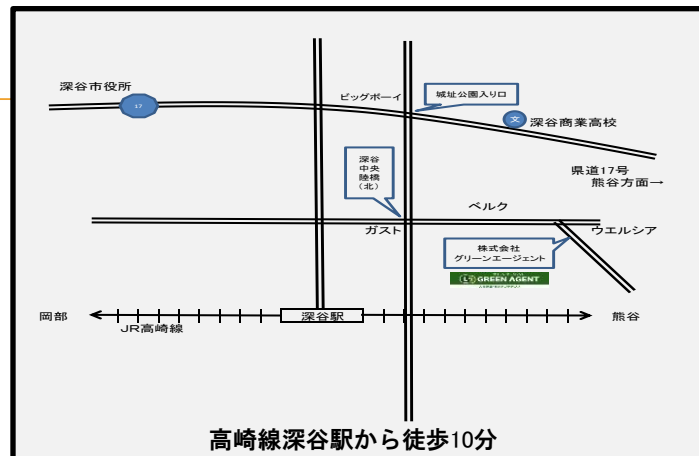 深谷市役所
17
ビッグボーイ
城址公園入り口
文
深谷商業高校
県道17号
熊谷方面→
深谷
中央
陸橋
（北）
ベルク
ガスト
ウエルシア
株式会社
グリーンエージェント
GREEN AGENT
岡部
JR高崎線
深谷駅
熊谷
高崎線深谷駅から徒歩10分